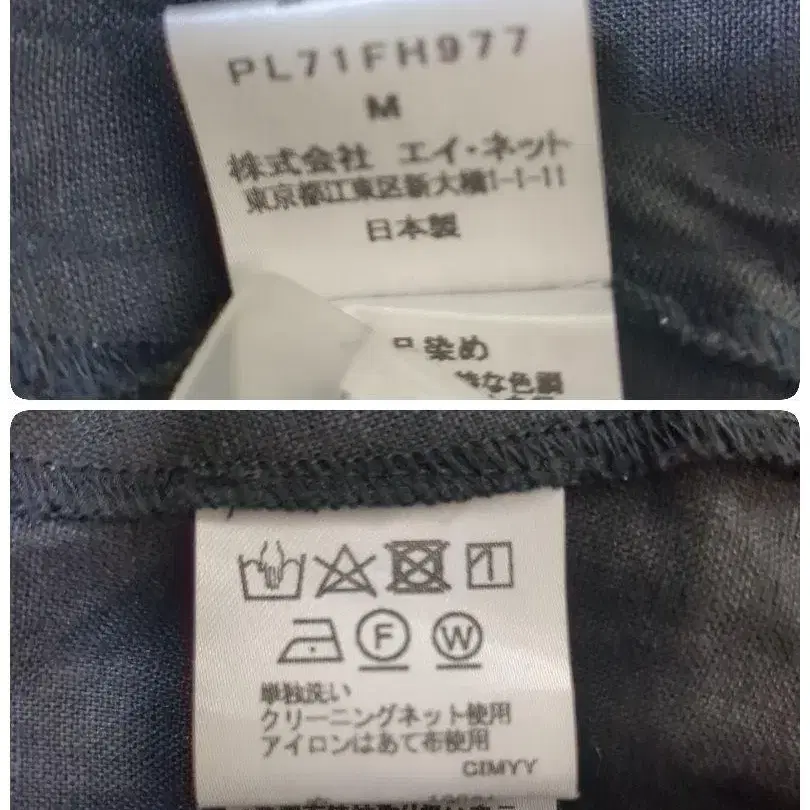 PL71FH977
M
株式会社 エイ・ネット
東京都江東区新大橋1-1-11
日本製
染め
な色調
F W
単独洗い
クリーニングネット使用
アイロンはあて布使用
GIMYY